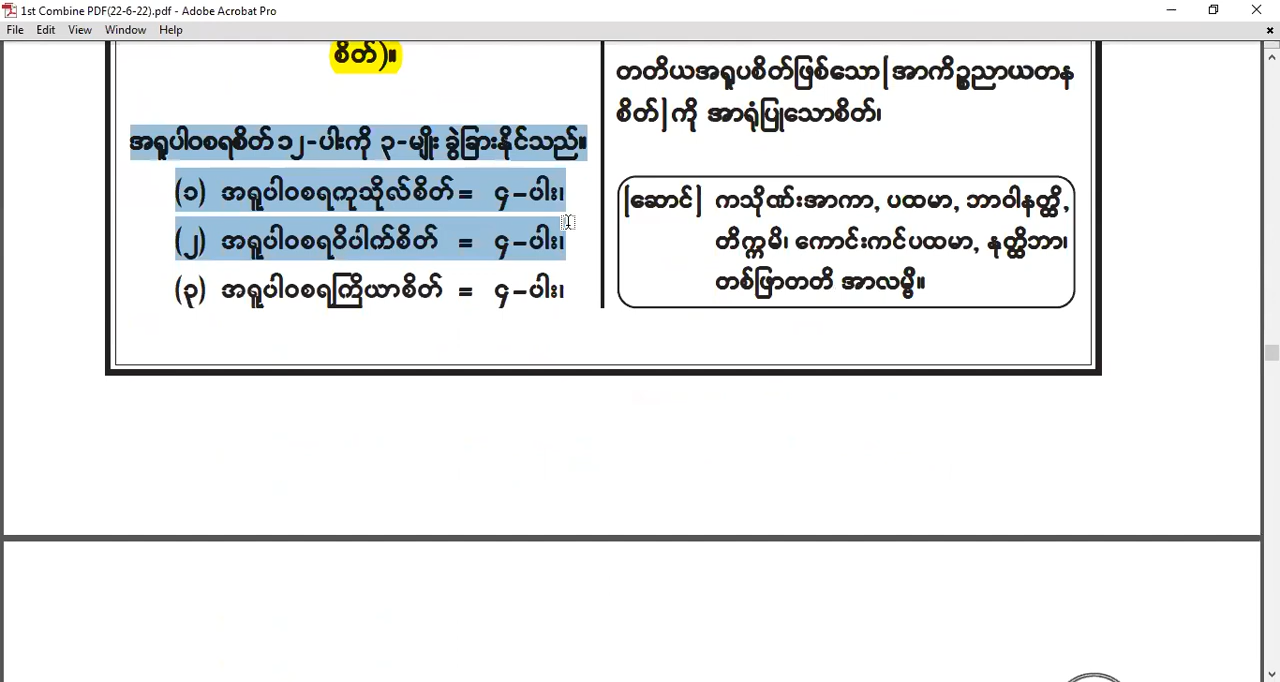 1st Combine PDF(22-6-22).pdf - Adobe Acrobat Pro
File Edit View Window Help
စိတ်)။
အရူပါဝစရစိတ် ၁၂-ပါးကို ၃-မျိုး ခွဲခြားနိုင်သည်။
(၁) အရူပါဝစရကုသိုလ်စိတ် = ၄-ပါး၊
(၂) အရူပါဝစရဝိပါက်စိတ် = ၄-ပါး၊
(၃) အရူပါဝစရကြိယာစိတ် = ၄-ပါး၊
တတိယအရူပစိတ်ဖြစ်သော[အာကိဉ္စညာယတန
စိတ်]ကို အာရုံပြုသောစိတ်၊
[ဆောင်] ကသိုဏ်းအာကာ, ပထမာ, ဘာဝါနတ္ထိ,
တိက္ကမိ၊ ကောင်းကင်ပထမာ, နတ္ထိဘာ၊
တစ်ဖြာတတိ အာလမ္ဗီ။